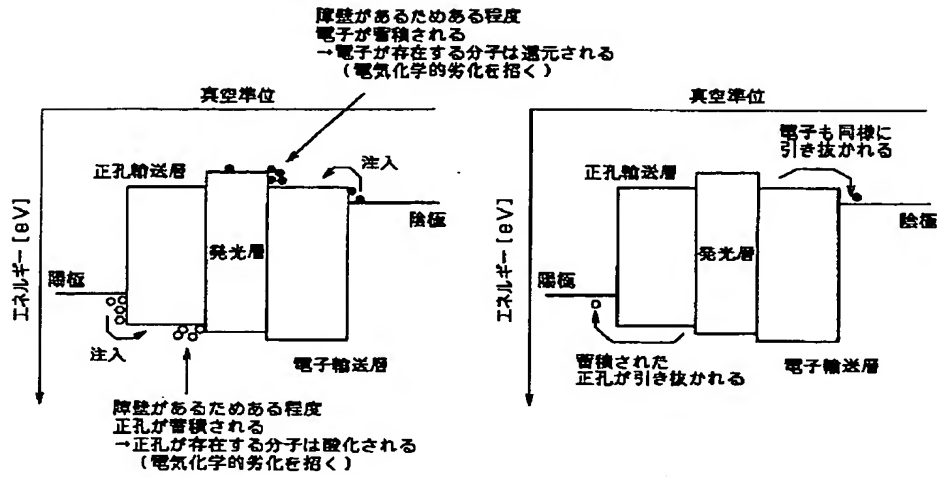 障壁があるためある程度
電子が蓄積される
→電子が存在する分子は還元される
(電気化学的劣化を招く)
真空準位
正孔輸送層
注入
陰極
発光層
エネルギー[eV]
陽極
注入
電子輸送層
障壁があるためある程度
正孔が蓄積される
→正孔が存在する分子は酸化される
(電気化学的劣化を招く)
真空準位
電子も同様に
引き抜かれる
正孔輸送層
陰極
発光層
エネルギー[eV]
陽極
蓄積された
正孔が引き抜かれる
電子輸送層